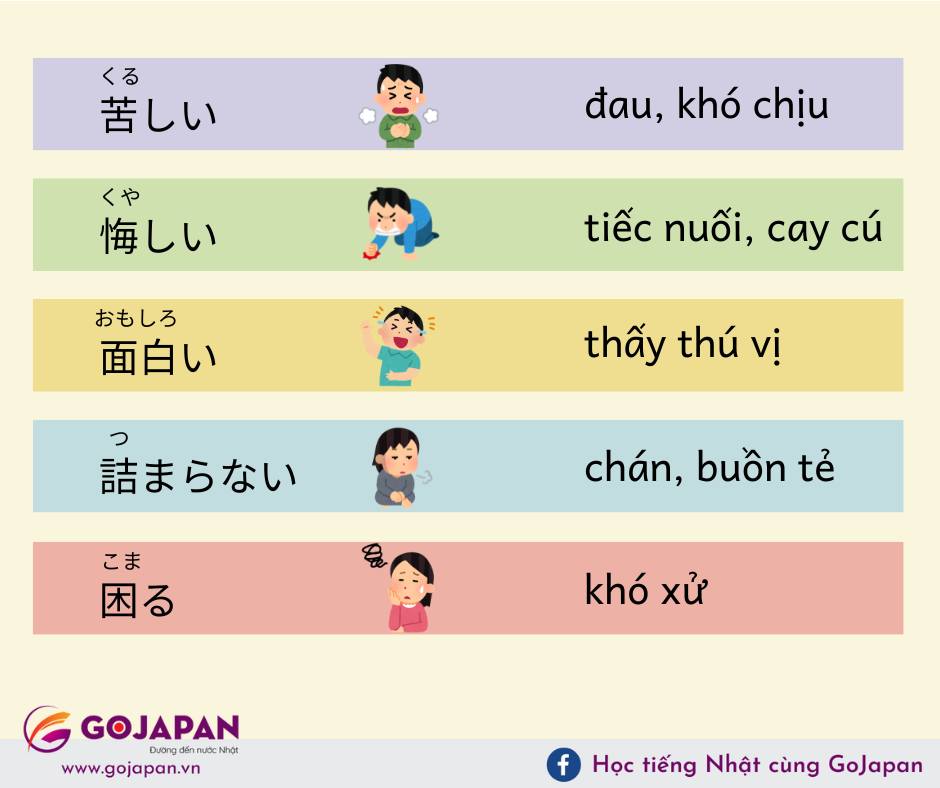 くる
苦しい
đau, khó chịu
くや
悔しい
tiếc nuối, cay cú
おもしろ
面白い
thấy thú vị
つ
詰まらない
chán, buồn tẻ
こま
困る
khó xử
GOJAPAN
Đường đến nước Nhật
www.gojapan.vn
Học tiếng Nhật cùng GoJapan